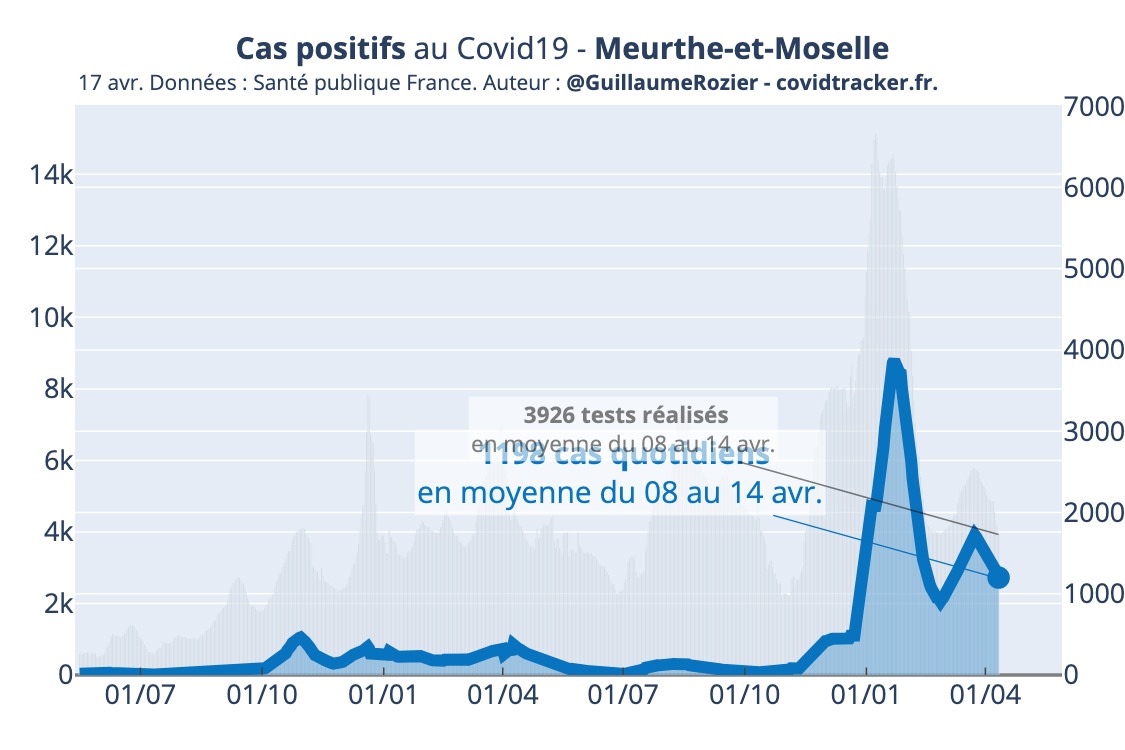 Cas positifs au Covid19 - Meurthe-et-Moselle
17 avr. Données : Santé publique France. Auteur : @GuillaumeRozier - covidtracker.fr.
7000
14k
6000
12k
5000
10k
4000
8k
3926 tests réalisés
en moyenne du 08 au 14 avr.
3000
1198 cas quotidiens
6k
en moyenne du 08 au 14 avr.
2000
4k
1000
2k
0
0
01/07
01/10
01/01
01/04
01/07
01/10
01/01
01/04